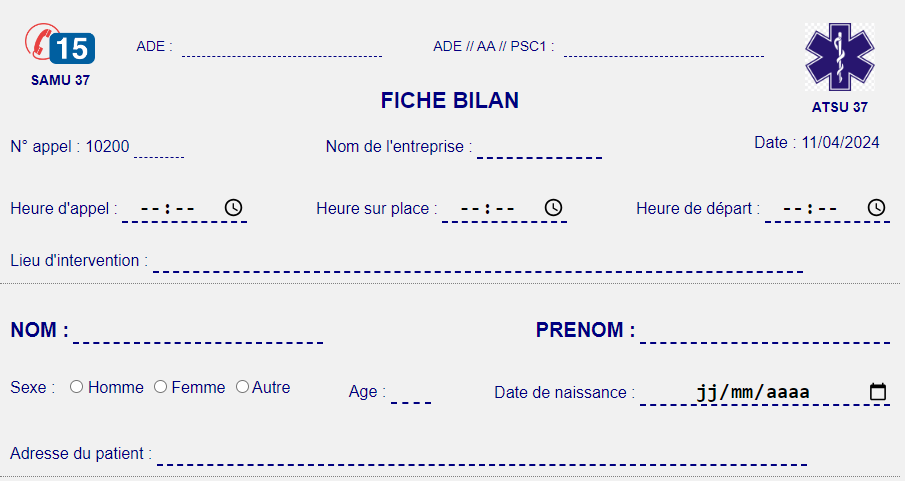 15
SAMU 37
ADE :
ADE // AA // PSC1 :
ATSU 37
FICHE BILAN
N° appel : 10200
Nom de l'entreprise :
Date : 11/04/2024
Heure d'appel : --:--
Heure sur place : --:--
Heure de départ : --:--
Lieu d'intervention :
NOM :
PRENOM :
Sexe : Homme Femme Autre
Age :
Date de naissance : jj/mm/aaaa
Adresse du patient :